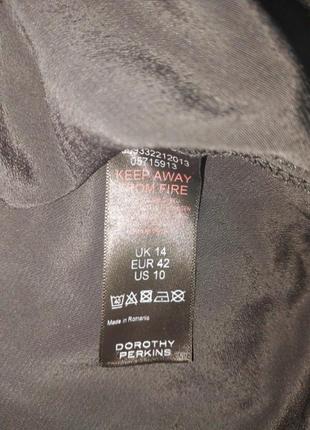 05715913
KEEP AWAY
FROM FIRE
UK 14
EUR 42
US 10
Made in Romania
DOROTHY
PERKINS